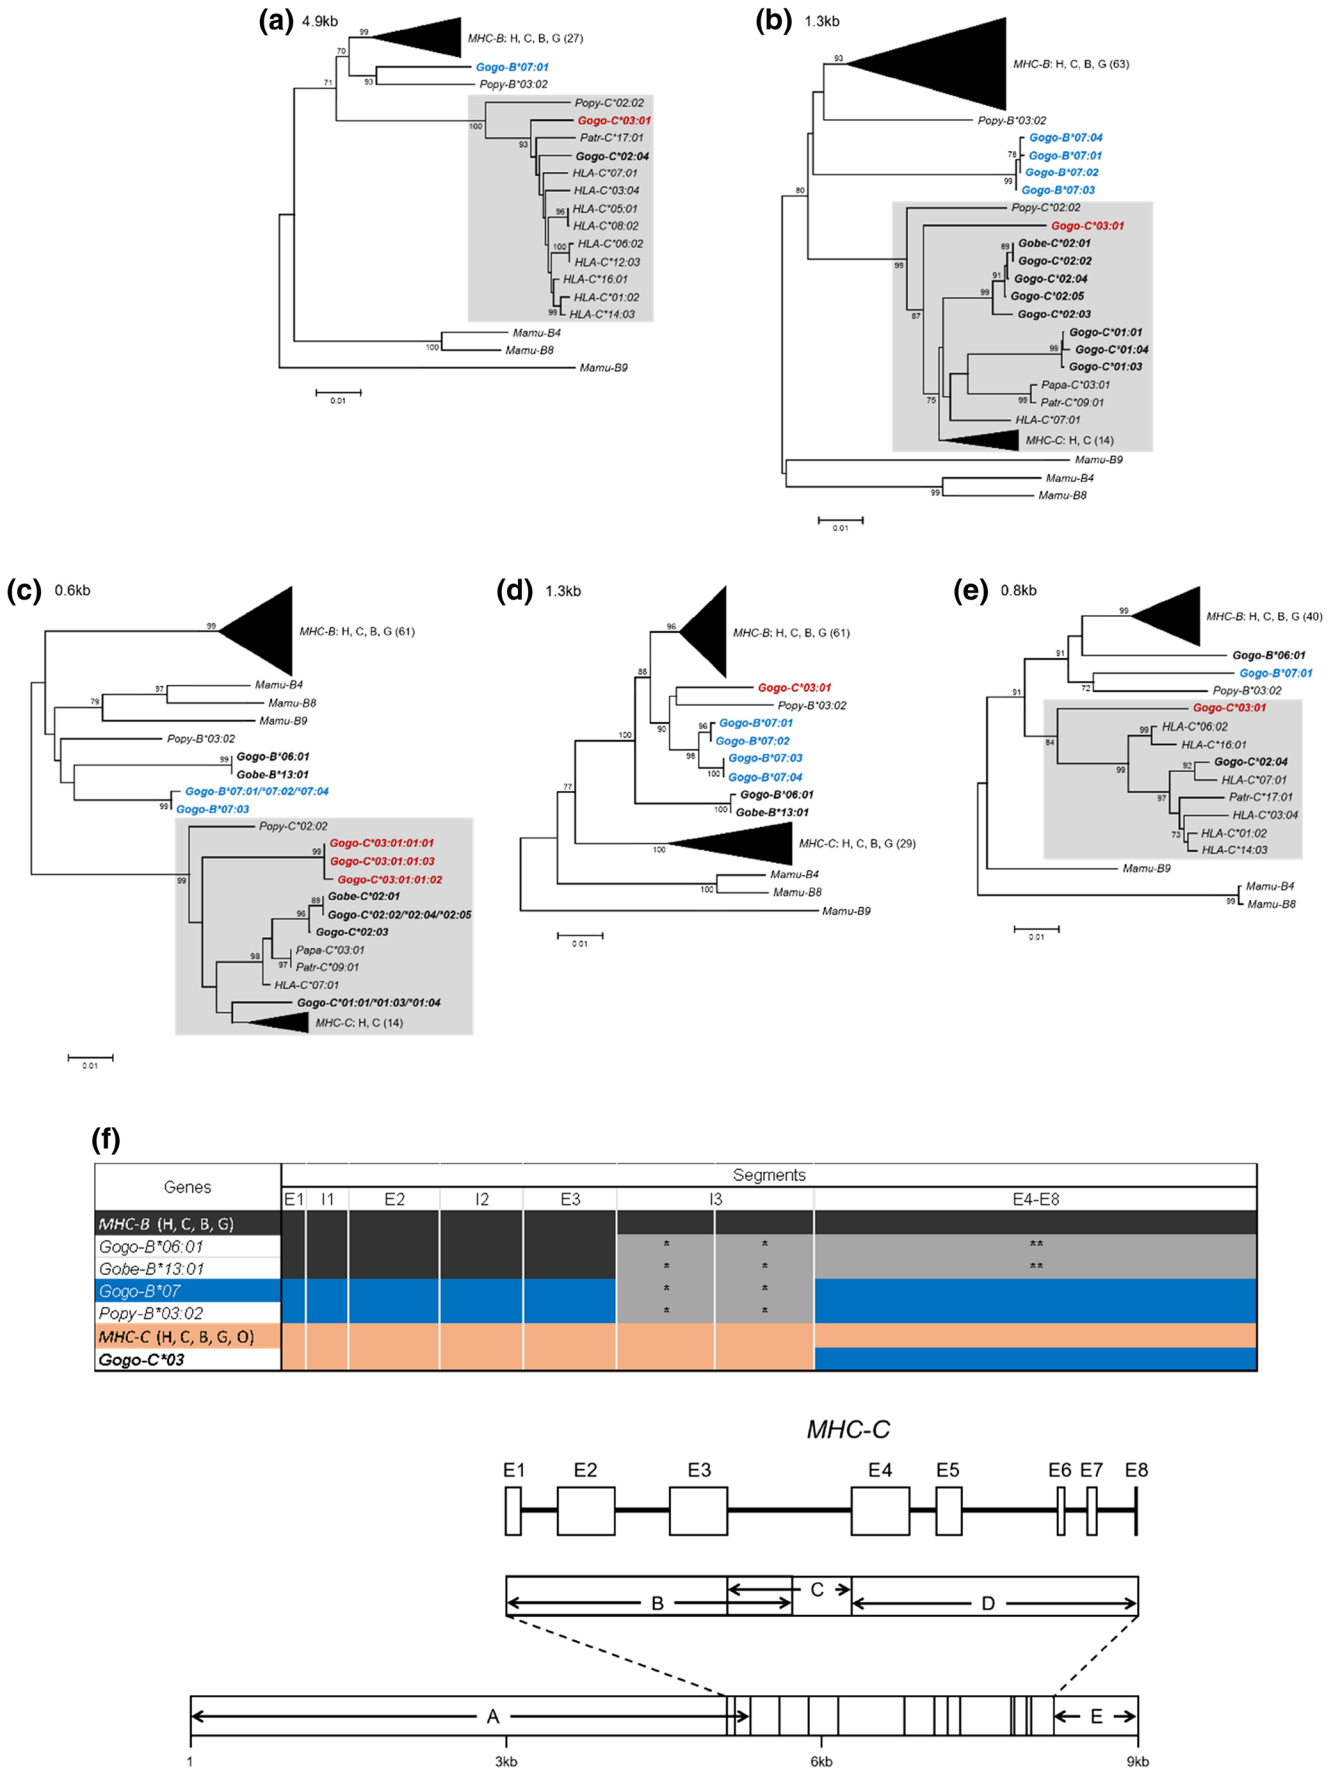 (a) 4.9kb
99
MHC-B: H, C, B, G (27)
70
Gogo-B*07:01
71
93
Popy-B*03:02
Popy-C*02:02
100
Gogo-C*03:01
Patr-C*17:01
93
Gogo-C*02:04
HLA-C*07:01
HLA-C*03:04
HLA-C*05:01
96
HLA-C*08:02
HLA-C*06:02
100
HLA-C*12:03
HLA-C*16:01
HLA-C*01:02
99
HLA-C*14:03
Mamu-B4
100
Mamu-B8
Mamu-B9
0.01
(b) 1.3kb
93
MHC-B: H, C, B, G (63)
Popy-B*03:02
Gogo-B*07:04
78
Gogo-B*07:01
Gogo-B*07:02
99
Gogo-B*07:03
80
Popy-C*02:02
Gogo-C*03:01
99
89
Gobe-C*02:01
Gogo-C*02:02
91
Gogo-C*02:04
99
Gogo-C*02:05
87
Gogo-C*02:03
Gogo-C*01:01
99
Gogo-C*01:04
Gogo-C*01:03
Papa-C*03:01
75
99
Patr-C*09:01
HLA-C*07:01
MHC-C: H, C (14)
Mamu-B9
Mamu-B4
99
Mamu-B8
0.01
(c) 0.6kb
99
MHC-B: H, C, B, G (61)
Mamu-B4
97
79
Mamu-B8
Mamu-B9
Popy-B*03:02
Gogo-B*06:01
99
Gobe-B*13:01
Gogo-B*07:01/*07:02/*07:04
99
Gogo-B*07:03
Popy-C*02:02
Gogo-C*03:01:01:01
99
Gogo-C*03:01:01:03
99
Gogo-C*03:01:01:02
89
Gobe-C*02:01
96
Gogo-C*02:02/*02:04/*02:05
Gogo-C*02:03
98
Papa-C*03:01
97
Patr-C*09:01
HLA-C*07:01
Gogo-C*01:01/*01:03/*01:04
MHC-C: H, C (14)
0.01
(d) 1.3kb
96
MHC-B: H, C, B, G (61)
88
Gogo-C*03:01
Popy-B*03:02
90
96
Gogo-B*07:01
100
Gogo-B*07:02
98
Gogo-B*07:03
100
Gogo-B*07:04
77
Gogo-B*06:01
100
Gobe-B*13:01
100
MHC-C: H, C, B, G (29)
Mamu-B4
100
Mamu-B8
Mamu-B9
0.01
(e) 0.8kb
99
MHC-B: H, C, B, G (40)
91
Gogo-B*06:01
Gogo-B*07:01
72
Popy-B*03:02
91
Gogo-C*03:01
84
99
HLA-C*06:02
HLA-C*16:01
99
92
Gogo-C*02:04
HLA-C*07:01
97
Patr-C*17:01
HLA-C*03:04
73
HLA-C*01:02
HLA-C*14:03
Mamu-B9
Mamu-B4
99
Mamu-B8
0.01
(f)
Genes Segments
E1 I1 E2 I2 E3 I3 E4-E8
MHC-B (H, C, B, G)
Gogo-B*06:01 * * **
Gobe-B*13:01 * * **
Gogo-B*07 * *
Popy-B*03:02 * *
MHC-C (H, C, B, G, O)
Gogo-C*03
MHC-C
E1 E2 E3 E4 E5 E6 E7 E8
B C D
A E
1 3kb 6kb 9kb